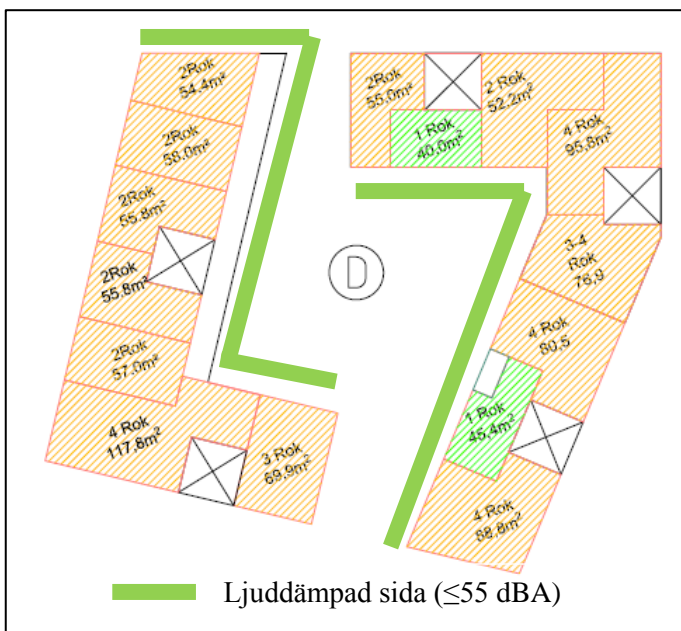 2Rok
54.4m²
2Rok
58.0m²
2Rok
55.8m²
2Rok
55.8m²
2Rok
57.0m²
4 Rok
117,8m²
3 Rok
69,9m²
2Rok
55,0m²
2 Rok
52.2m²
1 Rok
40,0m²
4 Rok
95,8m²
3-4
Rok
76,9
4 Rok
80,5
1 Rok
45,4m²
4 Rok
88,8m²
D
Ljuddämpad sida (≤55 dBA)